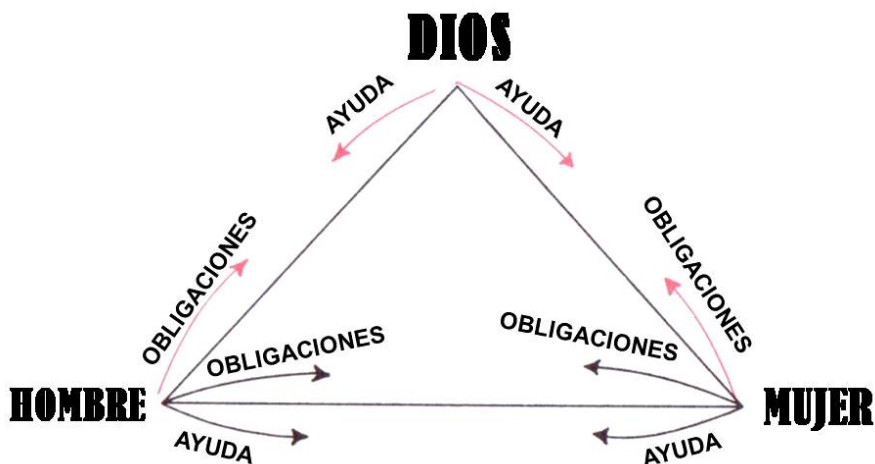 DIOS
AYUDA
AYUDA
OBLIGACIONES
OBLIGACIONES
OBLIGACIONES
OBLIGACIONES
HOMBRE
MUJER
AYUDA
AYUDA